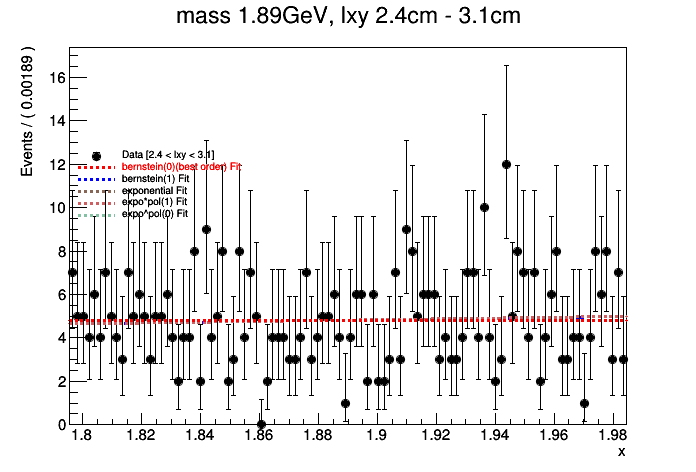 mass 1.89GeV, lxy 2.4cm - 3.1cm
Events / ( 0.00189 )
16
14
12
10
8
6
4
2
0
Data [2.4 < lxy < 3.1]
bernstein(0)(best order) Fit
bernstein(1) Fit
exponential Fit
expo*pol(1) Fit
expo*pol(0) Fit
1.8 1.82 1.84 1.86 1.88 1.9 1.92 1.94 1.96 1.98
x